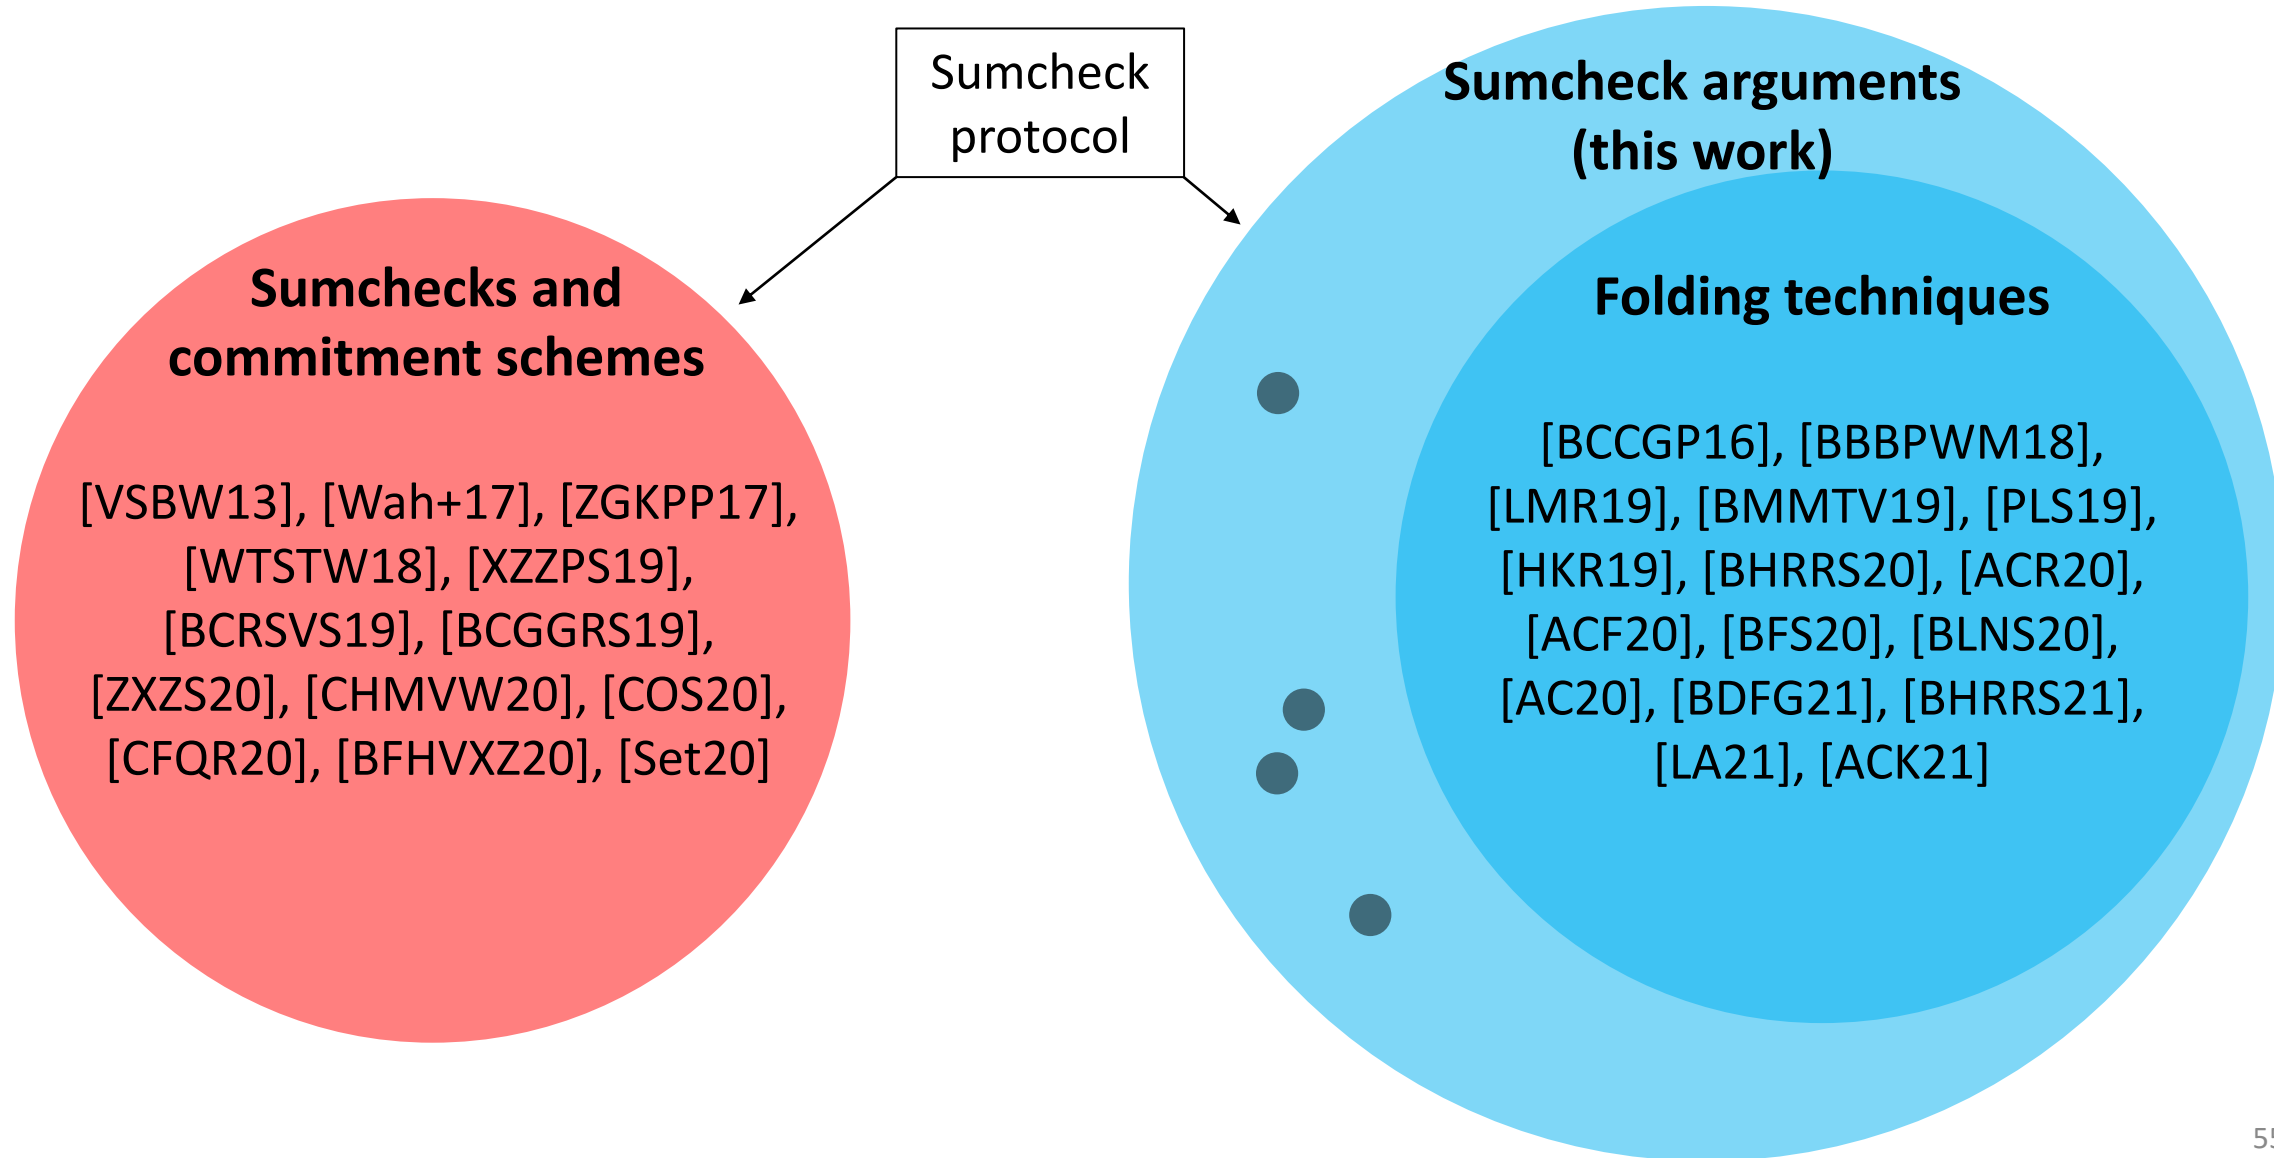 Sumcheck
protocol
Sumcheck arguments
(this work)
Sumchecks and
commitment schemes
[VSBW13], [Wah+17], [ZGKPP17],
[WTSTW18], [XZZPS19],
[BCRSVS19], [BCGGRS19],
[ZXZS20], [CHMVW20], [COS20],
[CFQR20], [BFHVXZ20], [Set20]
Folding techniques
[BCCGP16], [BBBPWM18],
[LMR19], [BMMTV19], [PLS19],
[HKR19], [BHRRS20], [ACR20],
[ACF20], [BFS20], [BLNS20],
[AC20], [BDFG21], [BHRRS21],
[LA21], [ACK21]
55